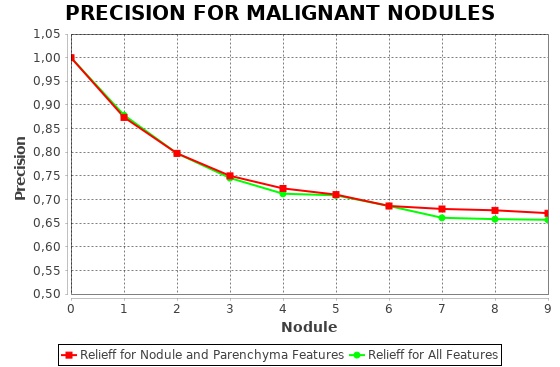 PRECISION FOR MALIGNANT NODULES
1,05
1,00
0,95
0,90
0,85
0,80
0,75
0,70
0,65
0,60
0,55
0,50
Precision
0 1 2 3 4 5 6 7 8 9
Nodule
Relieff for Nodule and Parenchyma Features Relieff for All Features